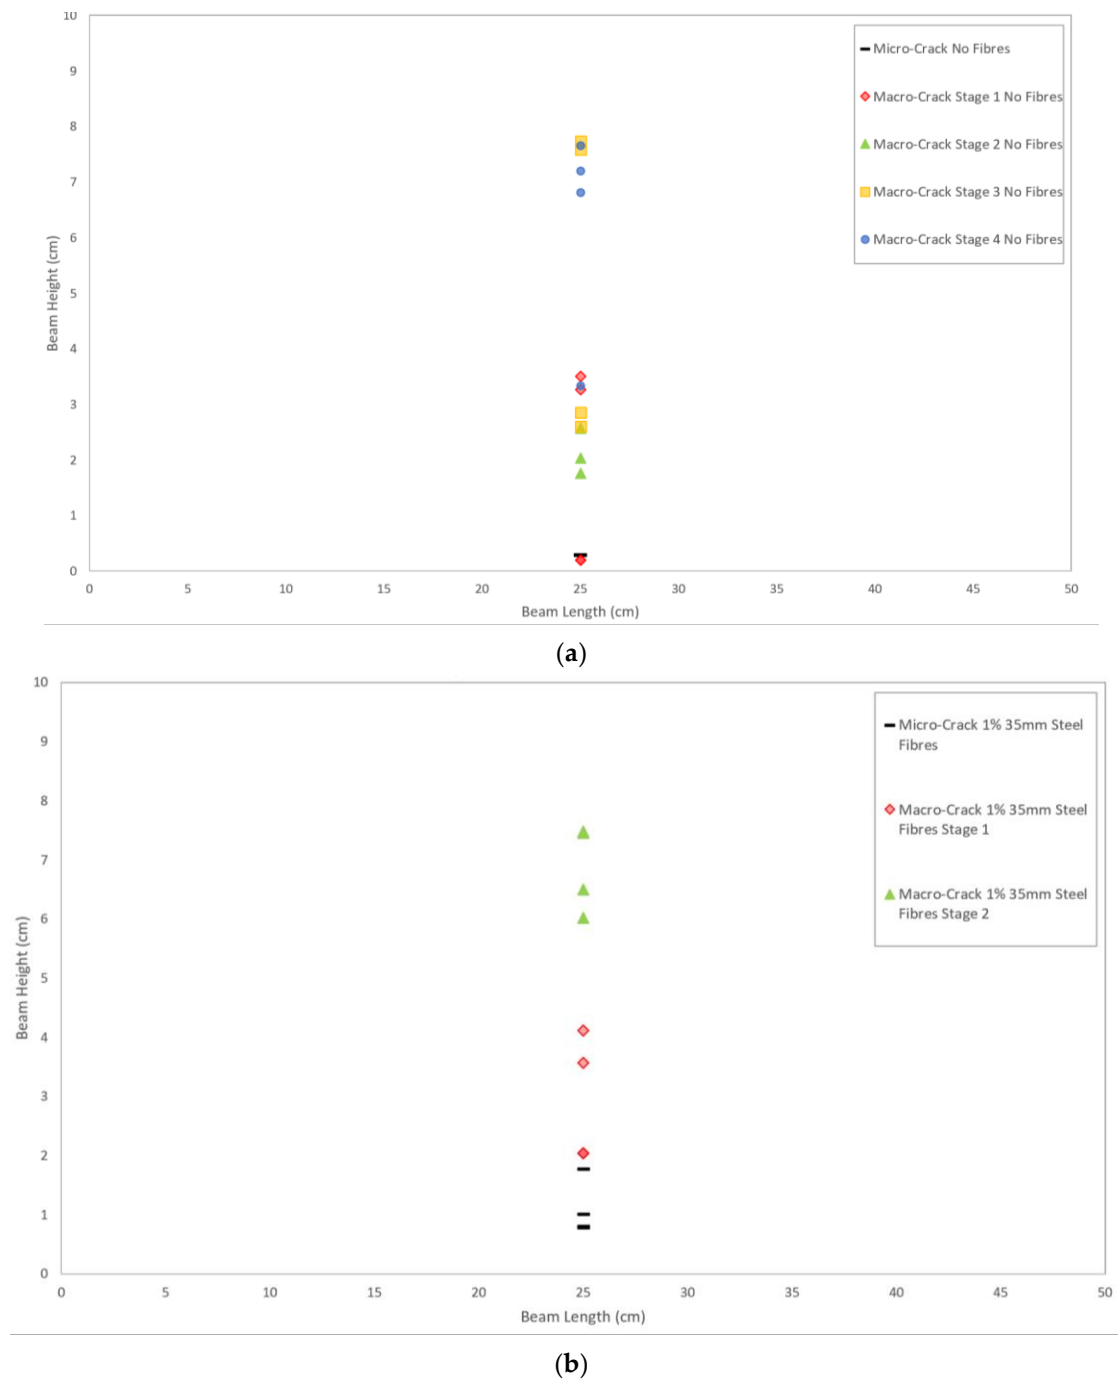 10
9
8
7
6
5
4
3
2
1
0
Beam Height (cm)
0 5 10 15 20 25 30 35 40 45 50
Beam Length (cm)
Micro-Crack No Fibres
Macro-Crack Stage 1 No Fibres
Macro-Crack Stage 2 No Fibres
Macro-Crack Stage 3 No Fibres
Macro-Crack Stage 4 No Fibres
(a)
10
9
8
7
6
5
4
3
2
1
0
Beam Height (cm)
0 5 10 15 20 25 30 35 40 45 50
Beam Length (cm)
Micro-Crack 1% 35mm Steel
Fibres
Macro-Crack 1% 35mm Steel
Fibres Stage 1
Macro-Crack 1% 35mm Steel
Fibres Stage 2
(b)